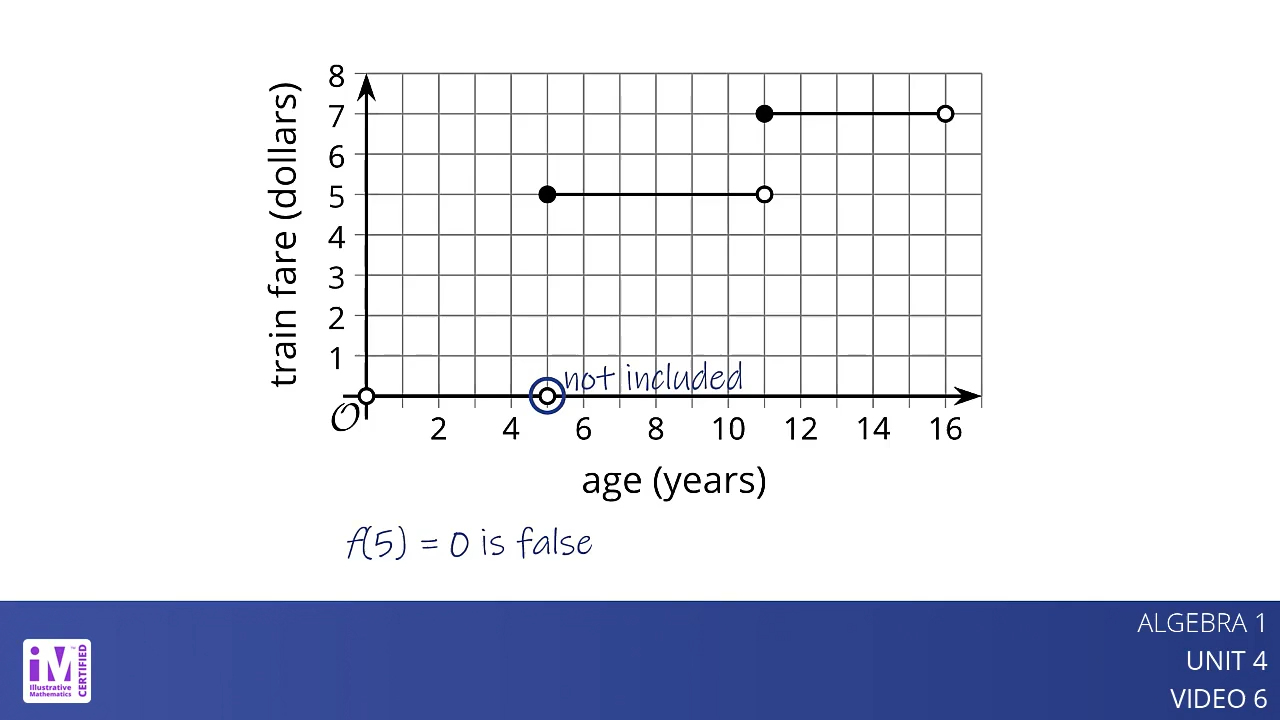 train fare (dollars)
8
7
6
5
4
3
2
1
O
not included
2 4 6 8 10 12 14 16
age (years)
f(5) = 0 is false
ALGEBRA 1
UNIT 4
VIDEO 6
iM
Illustrative
Mathematics
CERTIFIED